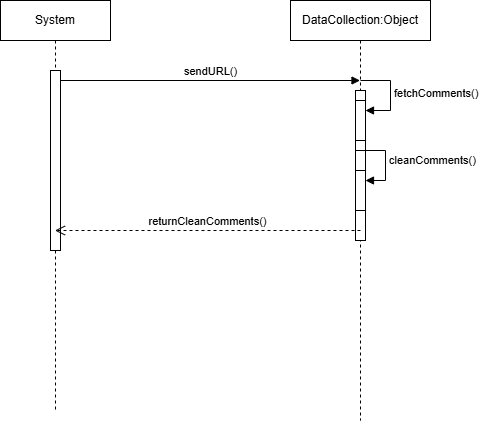 System
DataCollection:Object
sendURL()
fetchComments()
cleanComments()
returnCleanComments()